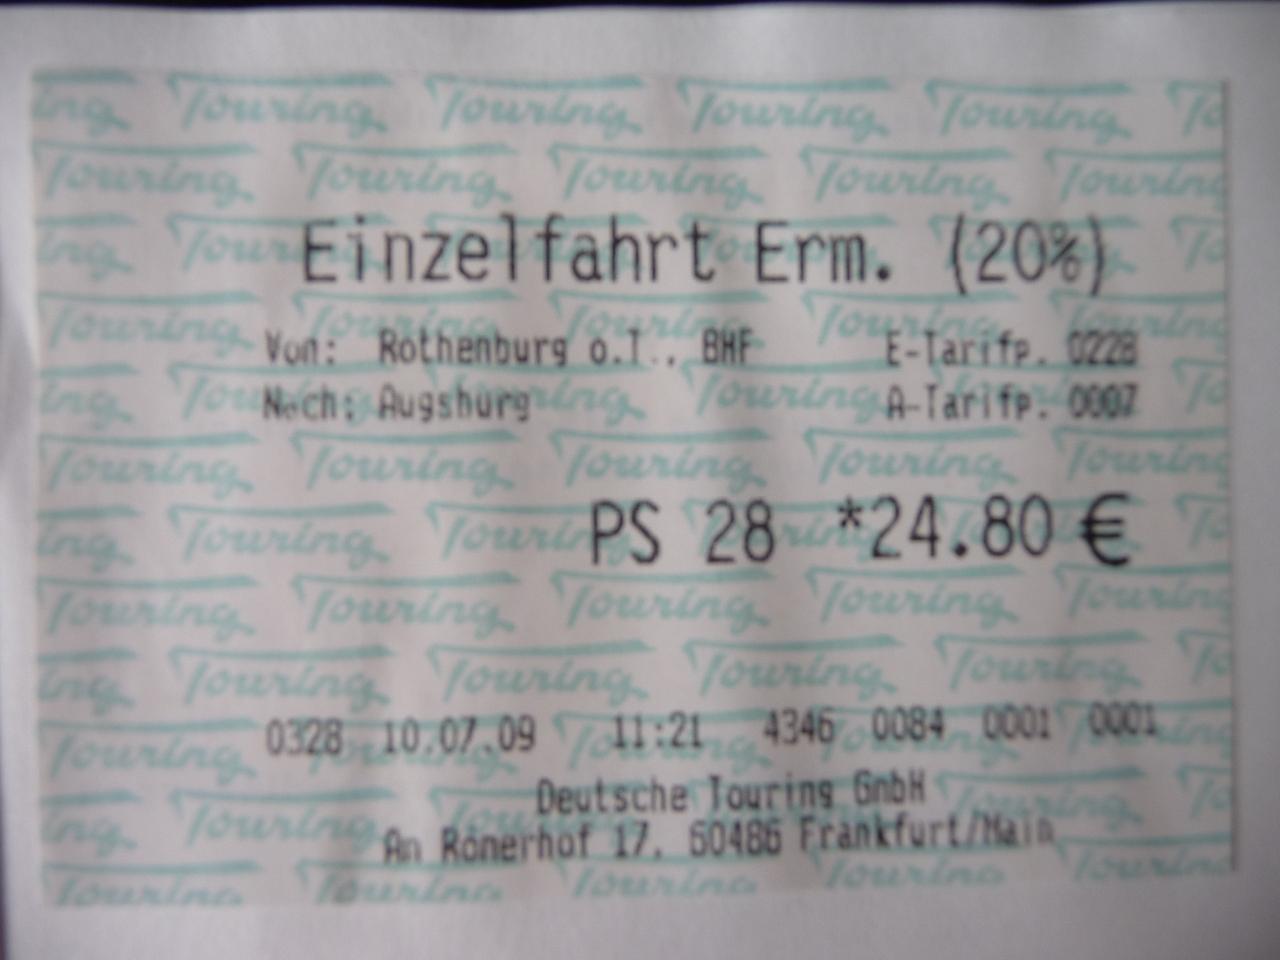 Touring
Einzelfahrt Erm. (20%)
Von: Rothenburg o.T., BHF E-Tarifp. 0228
Nach: Augsburg A-Tarifp. 0007
PS 28 *24.80 €
0328 10.07.09 11:21 4346 0084 0001 0001
Deutsche Touring GmbH
Am Römerhof 17, 60486 Frankfurt/Main